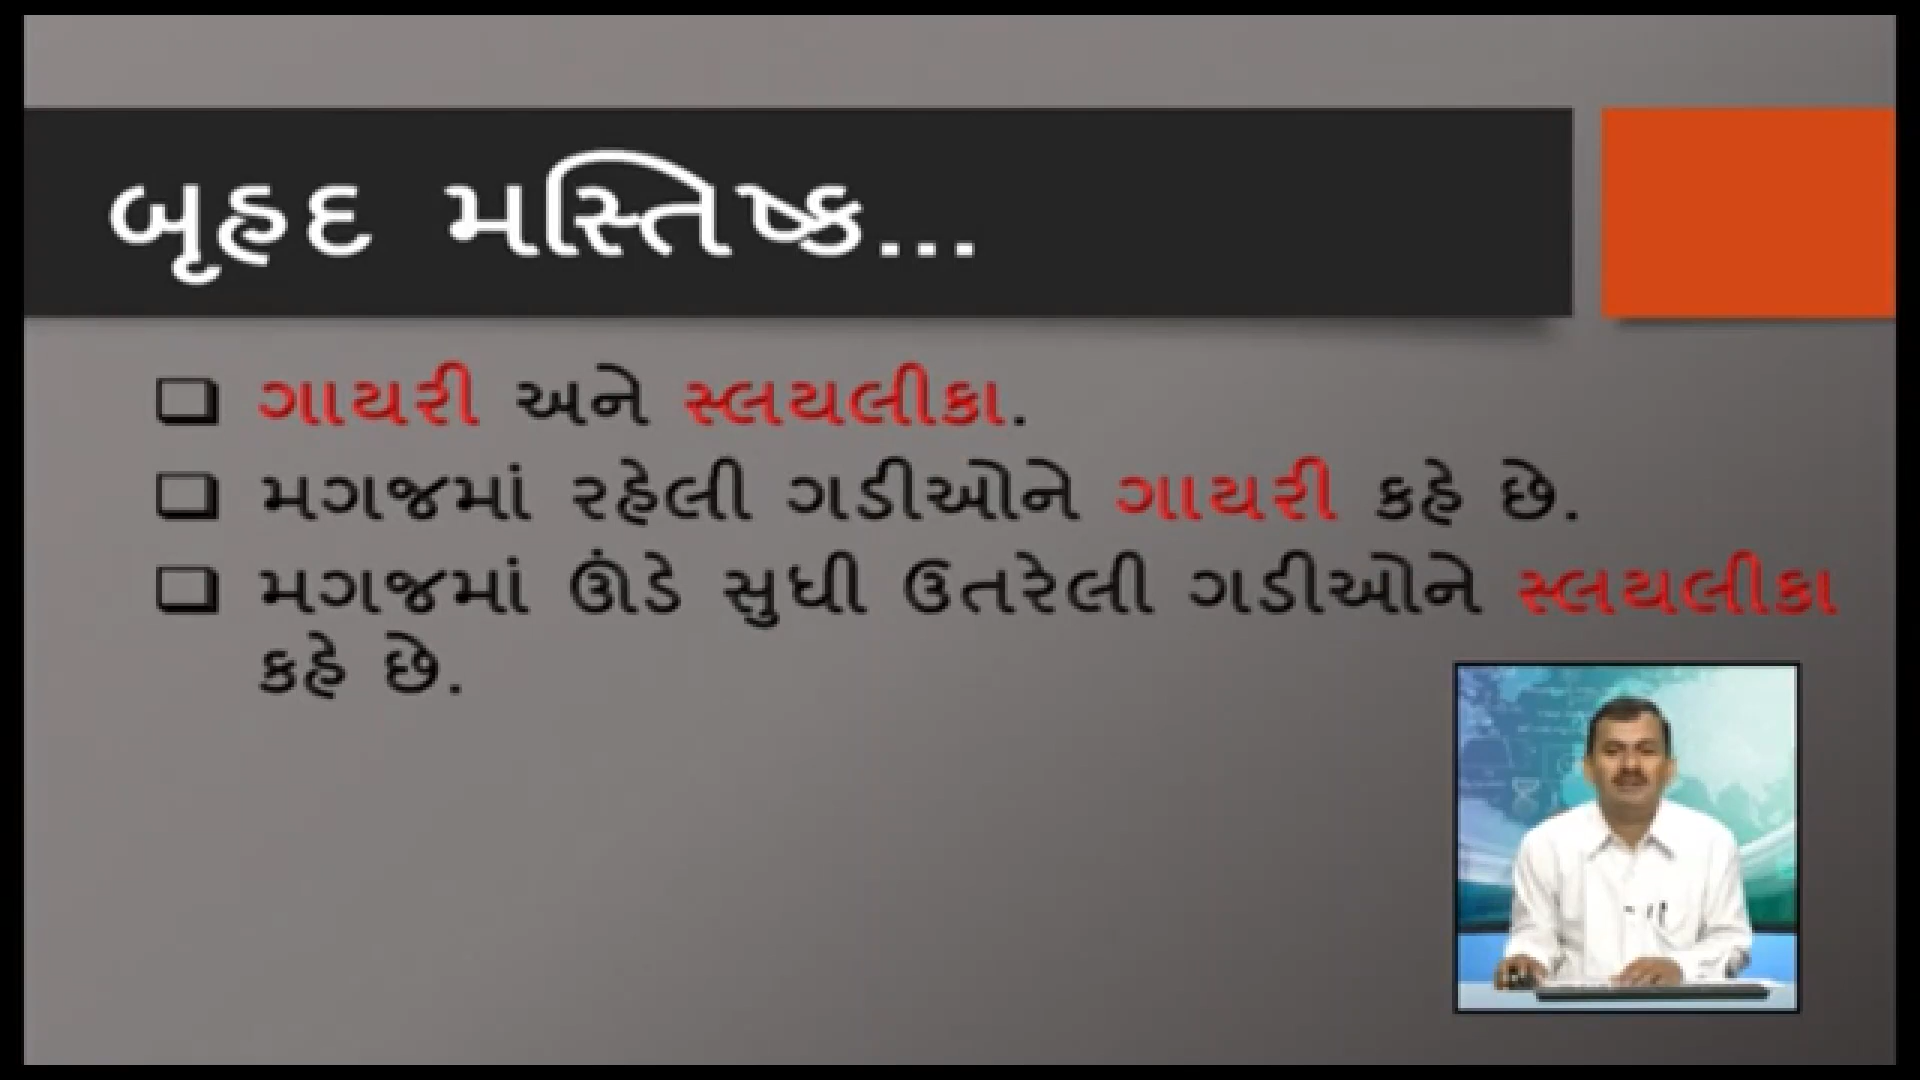 બૃહદ મસ્તિષ્ક...
ગાયરી અને સ્લયલીકા.
મગજમાં રહેલી ગડીઓને ગાયરી કહે છે.
મગજમાં ઊંડે સુધી ઉતરેલી ગડીઓને સ્લયલીકા
કહે છે.